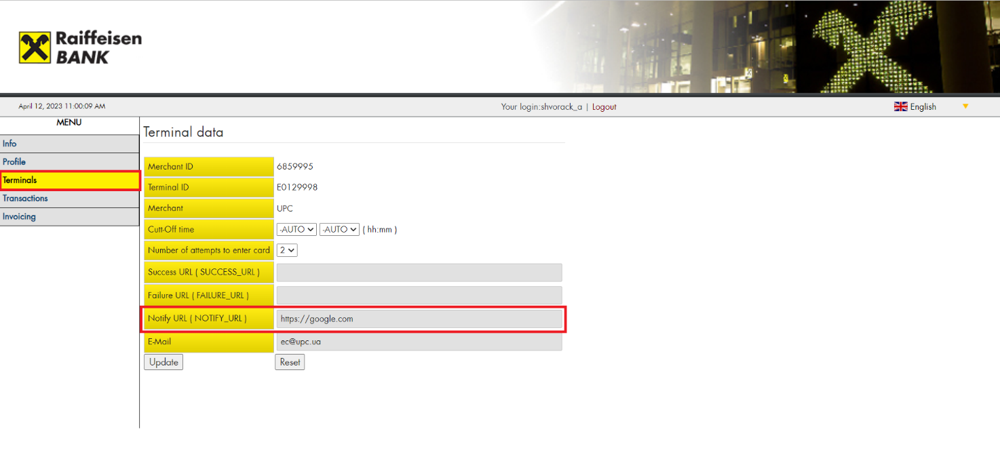 Raiffeisen
BANK
April 12, 2023 11:00:09 AM
Your login:shvorack_a | Logout
English
MENU
Info
Profile
Terminals
Transactions
Invoicing
Terminal data
Merchant ID 6859995
Terminal ID E0129998
Merchant UPC
Cutt-Off time -AUTO -AUTO ( hh:mm )
Number of attempts to enter card 2
Success URL ( SUCCESS_URL )
Failure URL ( FAILURE_URL )
Notify URL ( NOTIFY_URL ) https://google.com
E-Mail ec@upc.ua
Update Reset